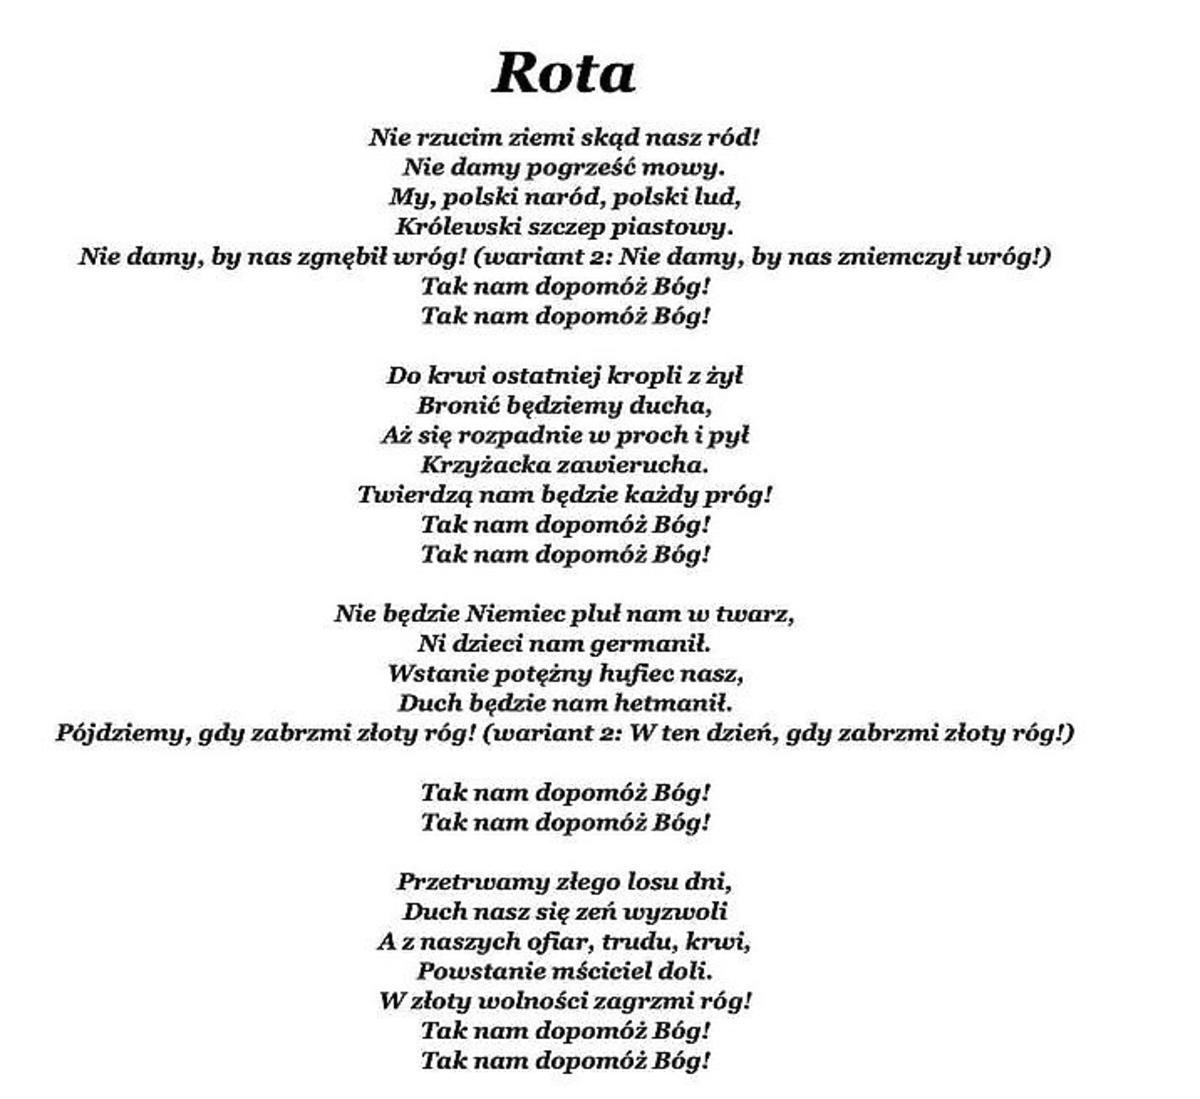 Rota
Nie rzucim ziemi skąd nasz ród!
Nie damy pogrześć mowy.
My, polski naród, polski lud,
Królewski szczep piastowy.
Nie damy, by nas zgnębił wróg! (wariant 2: Nie damy, by nas zniemczył wróg!)
Tak nam dopomóż Bóg!
Tak nam dopomóż Bóg!
Do krwi ostatniej kropli z żył
Bronić będziemy ducha,
Aż się rozpadnie w proch i pył
Krzyżacka zawierucha.
Twierdzą nam będzie każdy próg!
Tak nam dopomóż Bóg!
Tak nam dopomóż Bóg!
Nie będzie Niemiec pluł nam w twarz,
Ni dzieci nam germanił.
Wstanie potężny hufiec nasz,
Duch będzie nam hetmanił.
Pójdziemy, gdy zabrzmi złoty róg! (wariant 2: W ten dzień, gdy zabrzmi złoty róg!)
Tak nam dopomóż Bóg!
Tak nam dopomóż Bóg!
Przetrwamy złego losu dni,
Duch nasz się zeń wyzwoli
A z naszych ofiar, trudu, krwi,
Powstanie mściciel doli.
W złoty wolności zagrzmi róg!
Tak nam dopomóż Bóg!
Tak nam dopomóż Bóg!